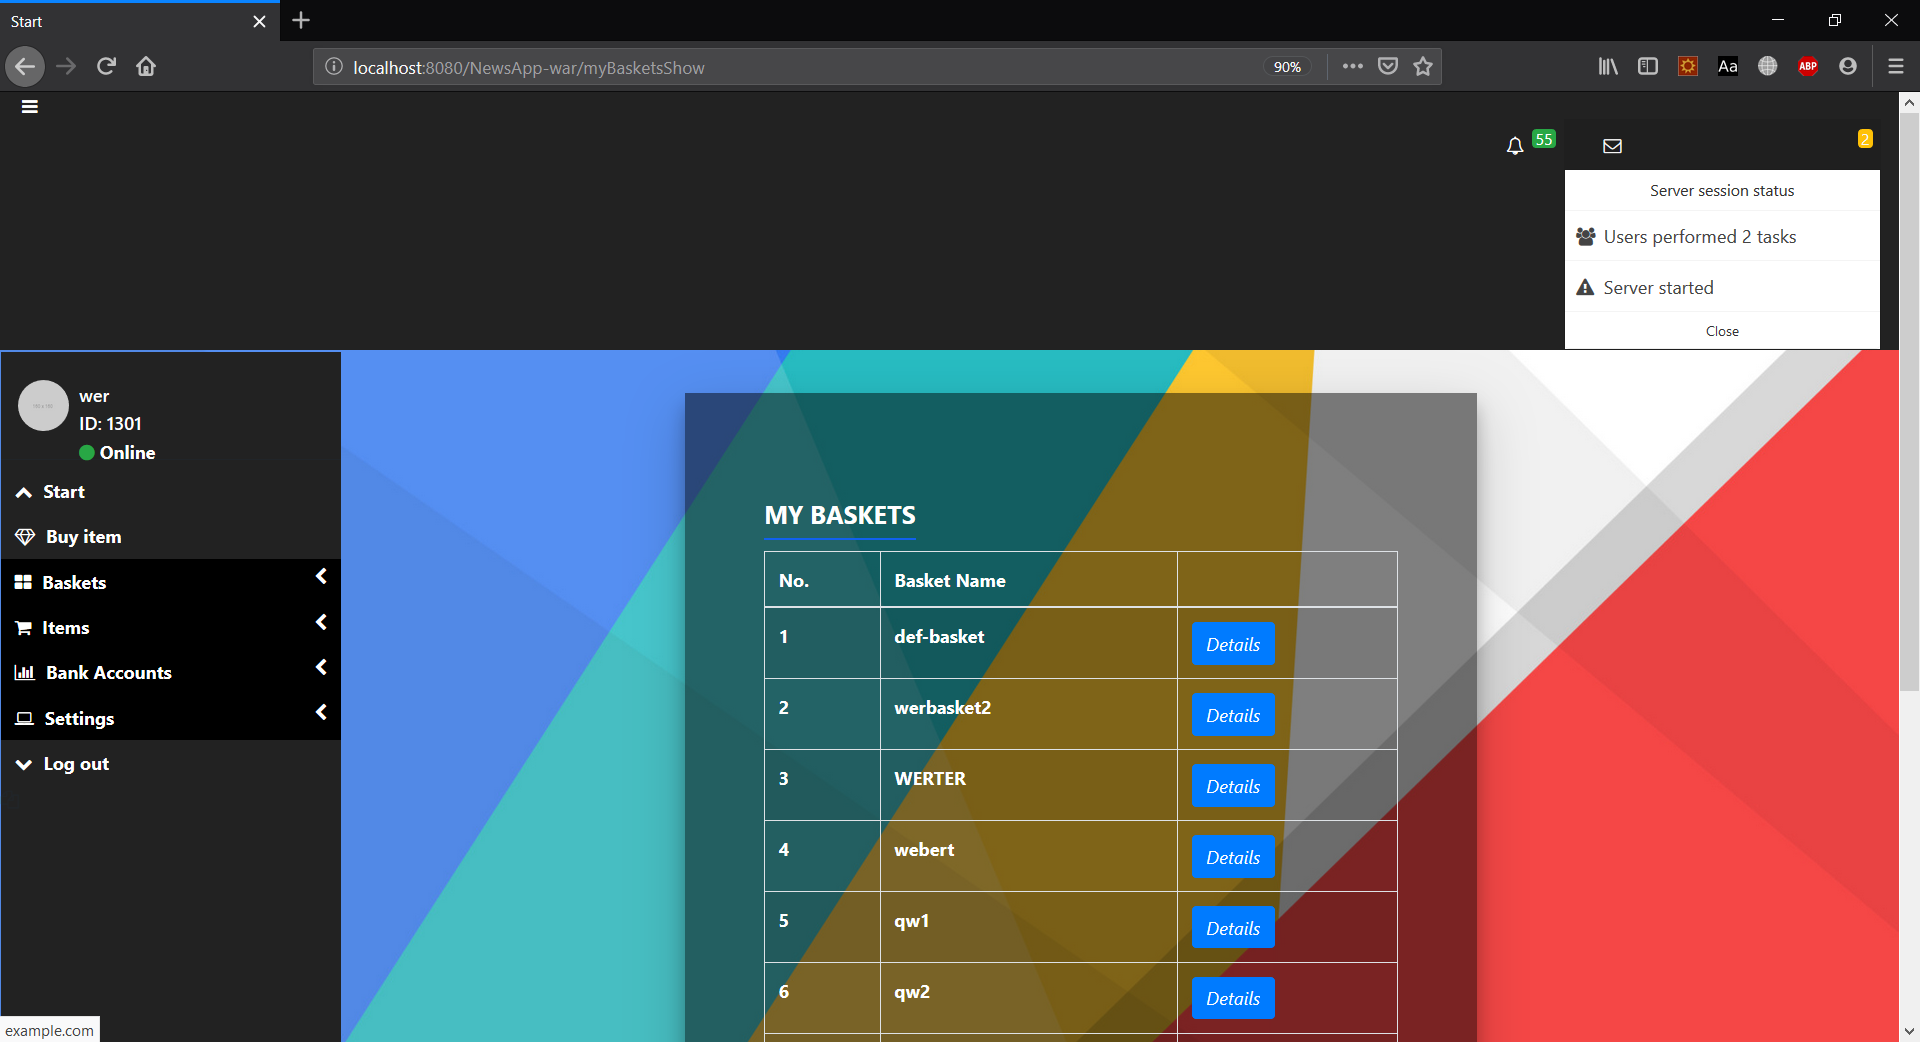 Start
localhost:8080/NewsApp-war/myBasketsShow
90%
Aa
ABP
55
2
Server session status
Users performed 2 tasks
Server started
Close
wer
ID: 1301
Online
Start
Buy item
Baskets
Items
Bank Accounts
Settings
Log out
MY BASKETS
No. Basket Name
1 def-basket Details
2 werbasket2 Details
3 WERTER Details
4 webert Details
5 qw1 Details
6 qw2 Details
example.com